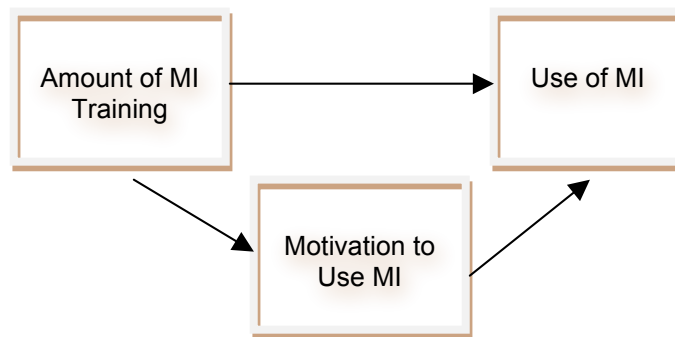 Amount of MI
Training
Use of MI
Motivation to
Use MI